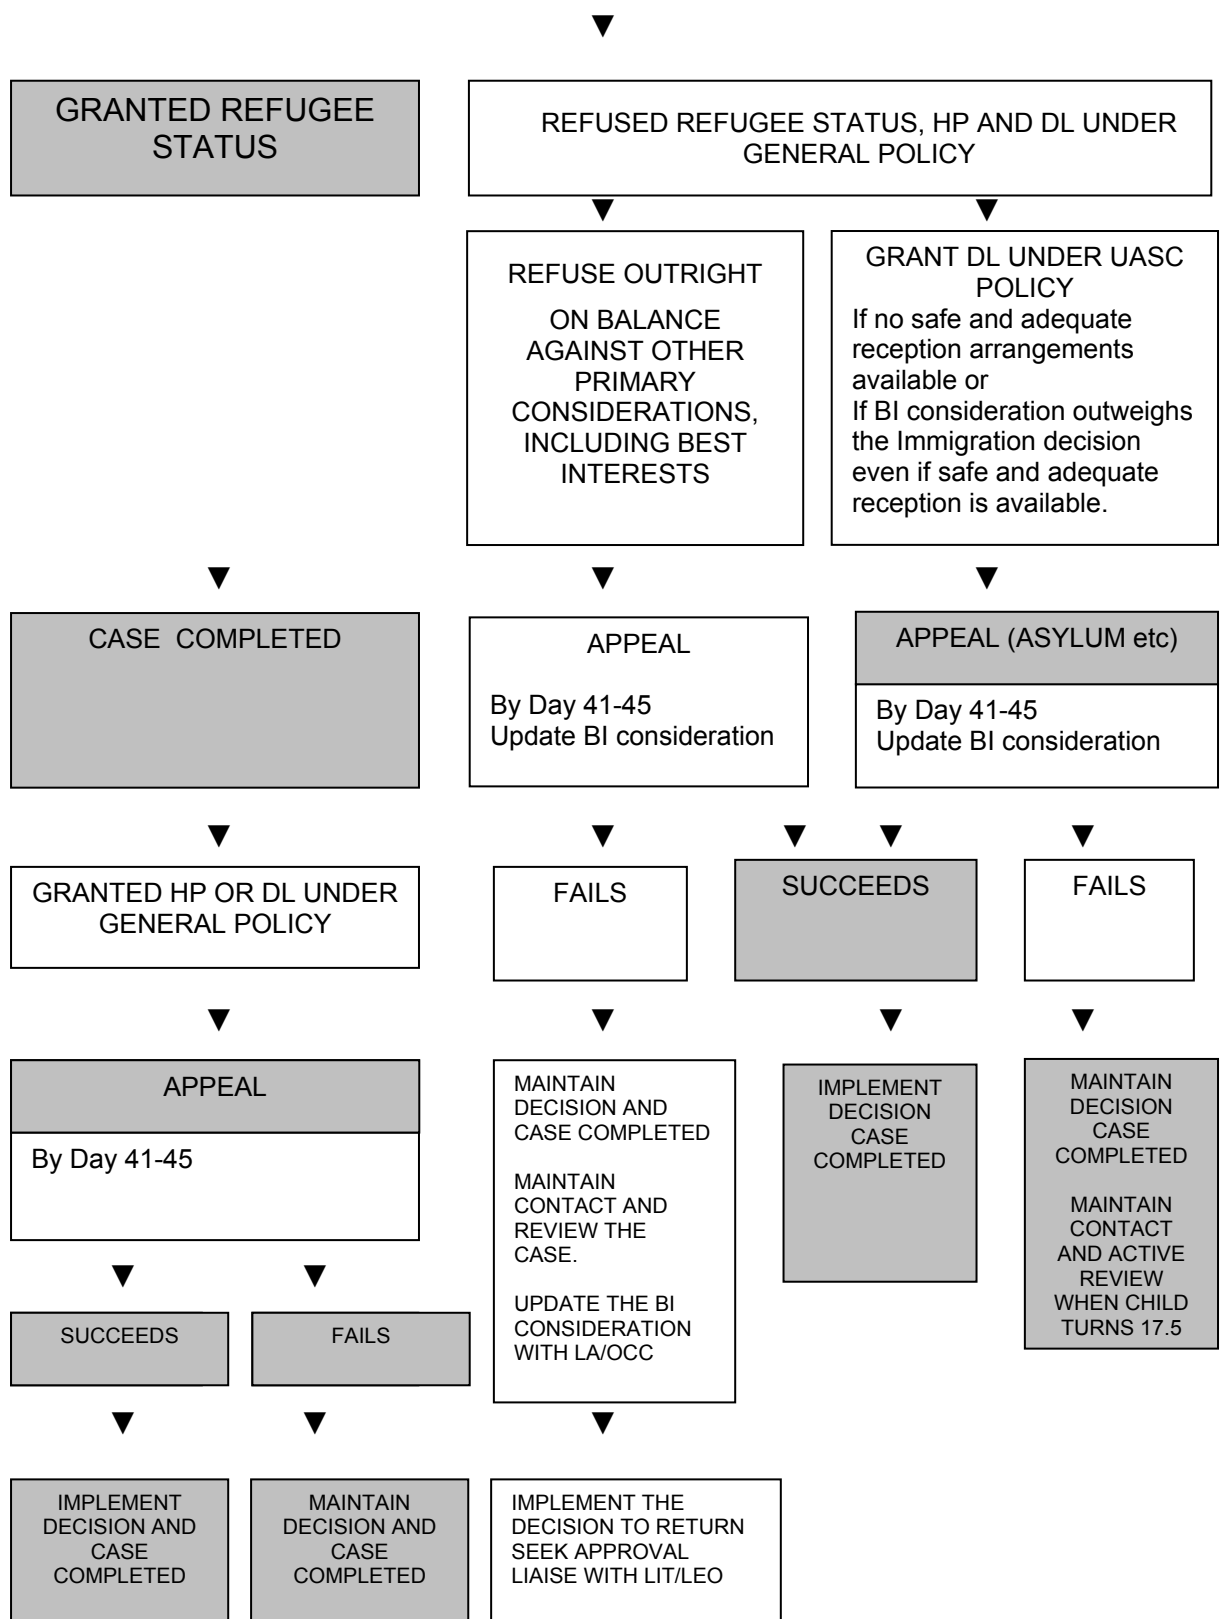 GRANTED REFUGEE
STATUS
REFUSED REFUGEE STATUS, HP AND DL UNDER
GENERAL POLICY
REFUSE OUTRIGHT
ON BALANCE
AGAINST OTHER
PRIMARY
CONSIDERATIONS,
INCLUDING BEST
INTERESTS
GRANT DL UNDER UASC
POLICY
If no safe and adequate
reception arrangements
available or
If BI consideration outweighs
the Immigration decision
even if safe and adequate
reception is available.
CASE COMPLETED
APPEAL
By Day 41-45
Update BI consideration
APPEAL (ASYLUM etc)
By Day 41-45
Update BI consideration
GRANTED HP OR DL UNDER
GENERAL POLICY
FAILS
SUCCEEDS
FAILS
APPEAL
By Day 41-45
MAINTAIN
DECISION AND
CASE COMPLETED
MAINTAIN
CONTACT AND
REVIEW THE
CASE.
UPDATE THE BI
CONSIDERATION
WITH LA/OCC
IMPLEMENT
DECISION
CASE
COMPLETED
MAINTAIN
DECISION
CASE
COMPLETED
MAINTAIN
CONTACT
AND ACTIVE
REVIEW
WHEN CHILD
TURNS 17.5
SUCCEEDS
FAILS
IMPLEMENT
DECISION AND
CASE
COMPLETED
MAINTAIN
DECISION AND
CASE
COMPLETED
IMPLEMENT THE
DECISION TO RETURN
SEEK APPROVAL
LIAISE WITH LIT/LEO